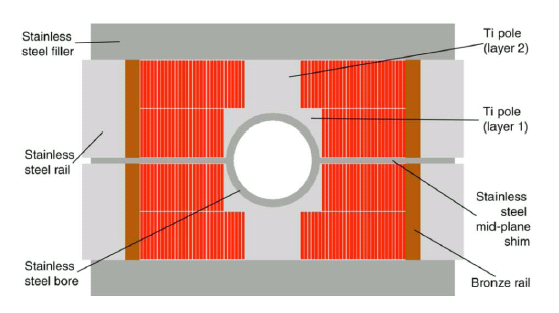 Stainless
steel filler
Ti pole
(layer 2)
Ti pole
(layer 1)
Stainless
steel rail
Stainless
steel
mid-plane
shim
Stainless
steel bore
Bronze rail